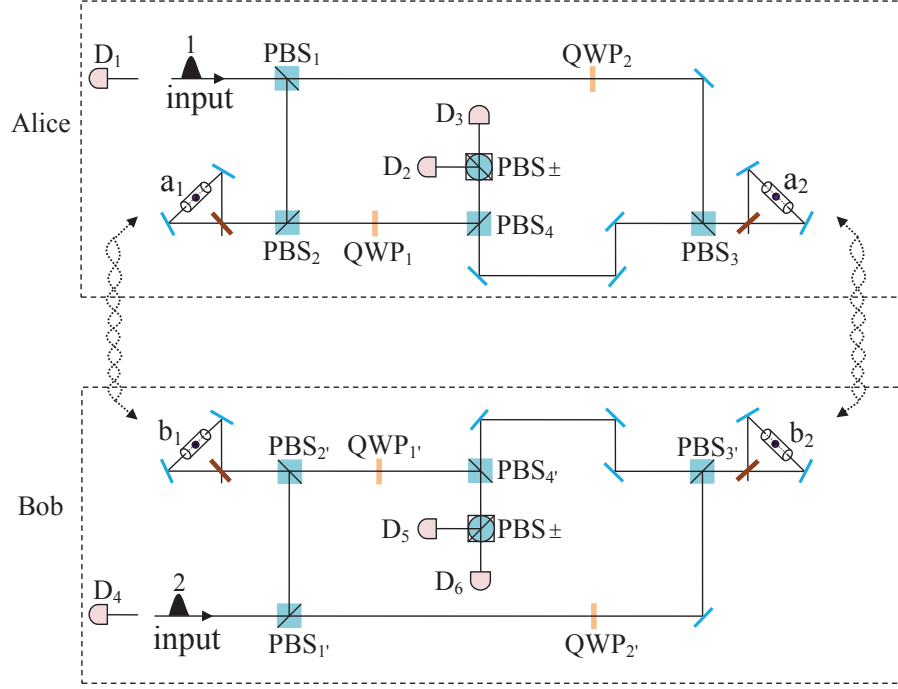 D₁
1
input
PBS₁
QWP₂
Alice
D₃
D₂
PBS±
a₁
a₂
PBS₂
QWP₁
PBS₄
PBS₃
b₁
PBS₂'
QWP₁'
PBS₃'
b₂
PBS₄'
Bob
D₅
PBS±
D₆
D₄
2
input
PBS₁'
QWP₂'